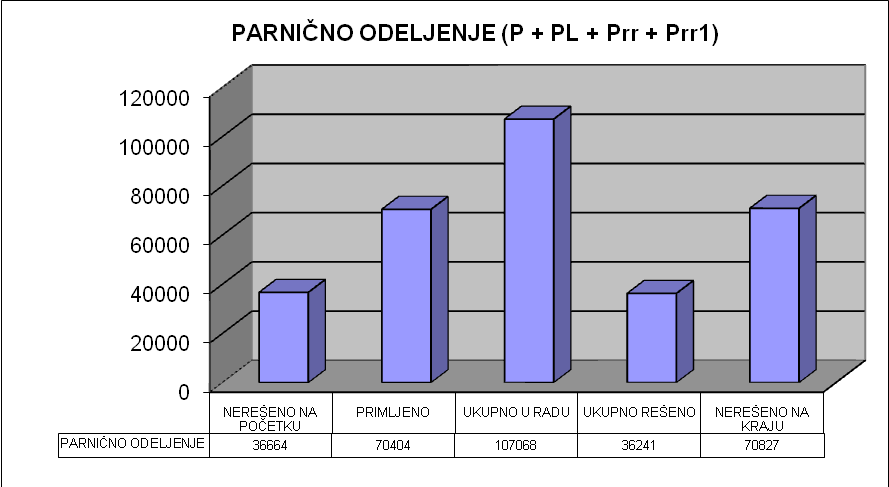 PARNIČNO ODELJENJE (P + PL + Prr + Prr1)
120000
100000
80000
60000
40000
20000
0
NEREŠENO NA POČETKU
PRIMLJENO
UKUPNO U RADU
UKUPNO REŠENO
NEREŠENO NA KRAJU
PARNIČNO ODELJENJE 36664 70404 107068 36241 70827